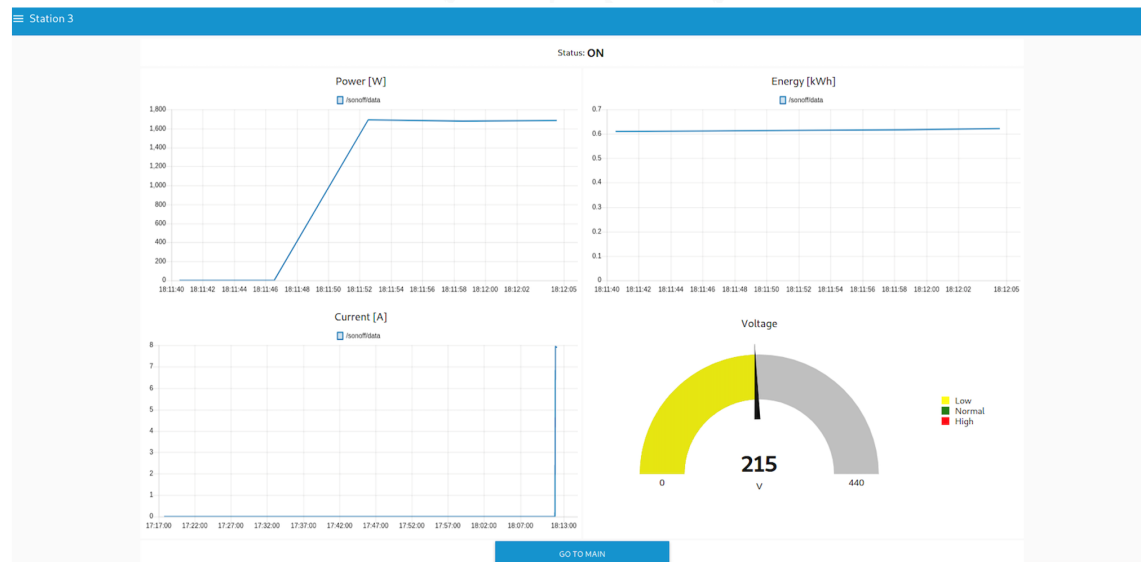 Station 3
Status: ON
Power [W]
/sonoff/data
1,800
1,600
1,400
1,200
1,000
800
600
400
200
0
18:11:40 18:11:42 18:11:44 18:11:46 18:11:48 18:11:50 18:11:52 18:11:54 18:11:56 18:11:58 18:12:00 18:12:02 18:12:05
Energy [kWh]
/sonoff/data
0.7
0.6
0.5
0.4
0.3
0.2
0.1
0
18:11:40 18:11:42 18:11:44 18:11:46 18:11:48 18:11:50 18:11:52 18:11:54 18:11:56 18:11:58 18:12:00 18:12:02 18:12:05
Current [A]
/sonoff/data
8
7
6
5
4
3
2
1
0
17:17:00 17:22:00 17:27:00 17:32:00 17:37:00 17:42:00 17:47:00 17:52:00 17:57:00 18:02:00 18:07:00 18:13:00
Voltage
215
0 V 440
Low
Normal
High
GO TO MAIN